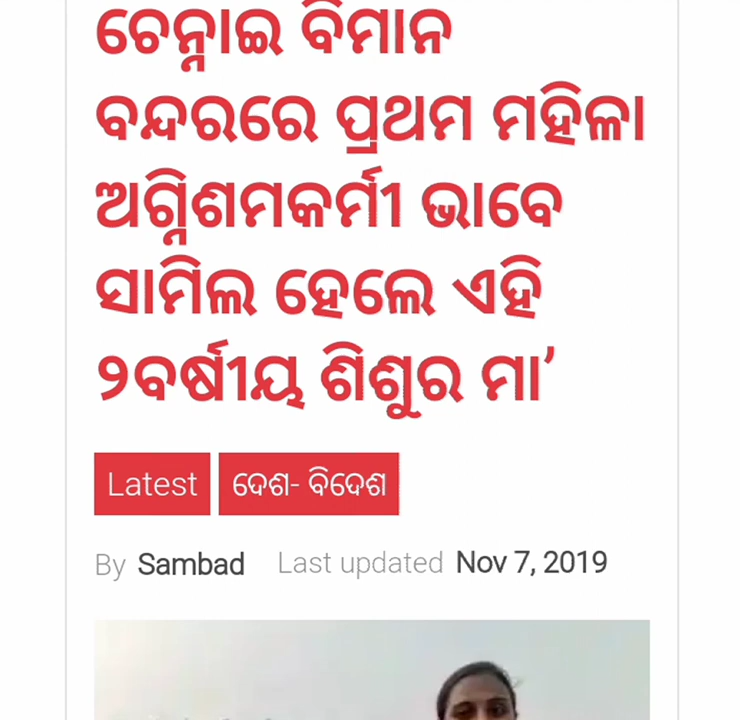 ଚେନ୍ନାଇ ବିମାନ
ବନ୍ଦରରେ ପ୍ରଥମ ମହିଳା
ଅଗ୍ନିଶମକର୍ମୀ ଭାବେ
ସାମିଲ ହେଲେ ଏହି
୨ବର୍ଷୀୟ ଶିଶୁର ମା’
Latest ଦେଶ- ବିଦେଶ
By Sambad Last updated Nov 7, 2019